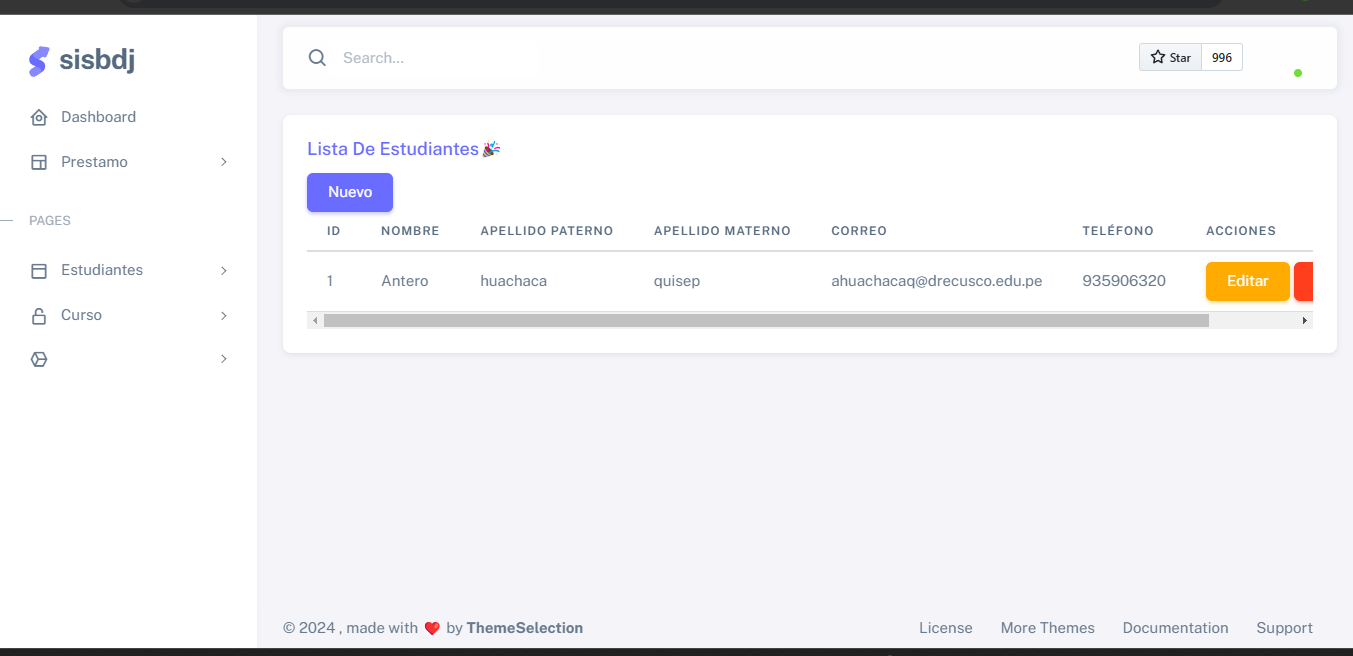 sisbdj
Search...
Star 996
Dashboard
Prestamo
PAGES
Estudiantes
Curso
Lista De Estudiantes 🎉
Nuevo
ID NOMBRE APELLIDO PATERNO APELLIDO MATERNO CORREO TELÉFONO ACCIONES
1 Antero huachaca quisep ahuachacaq@drecusco.edu.pe 935906320 Editar
© 2024 , made with ❤️ by ThemeSelection
License More Themes Documentation Support